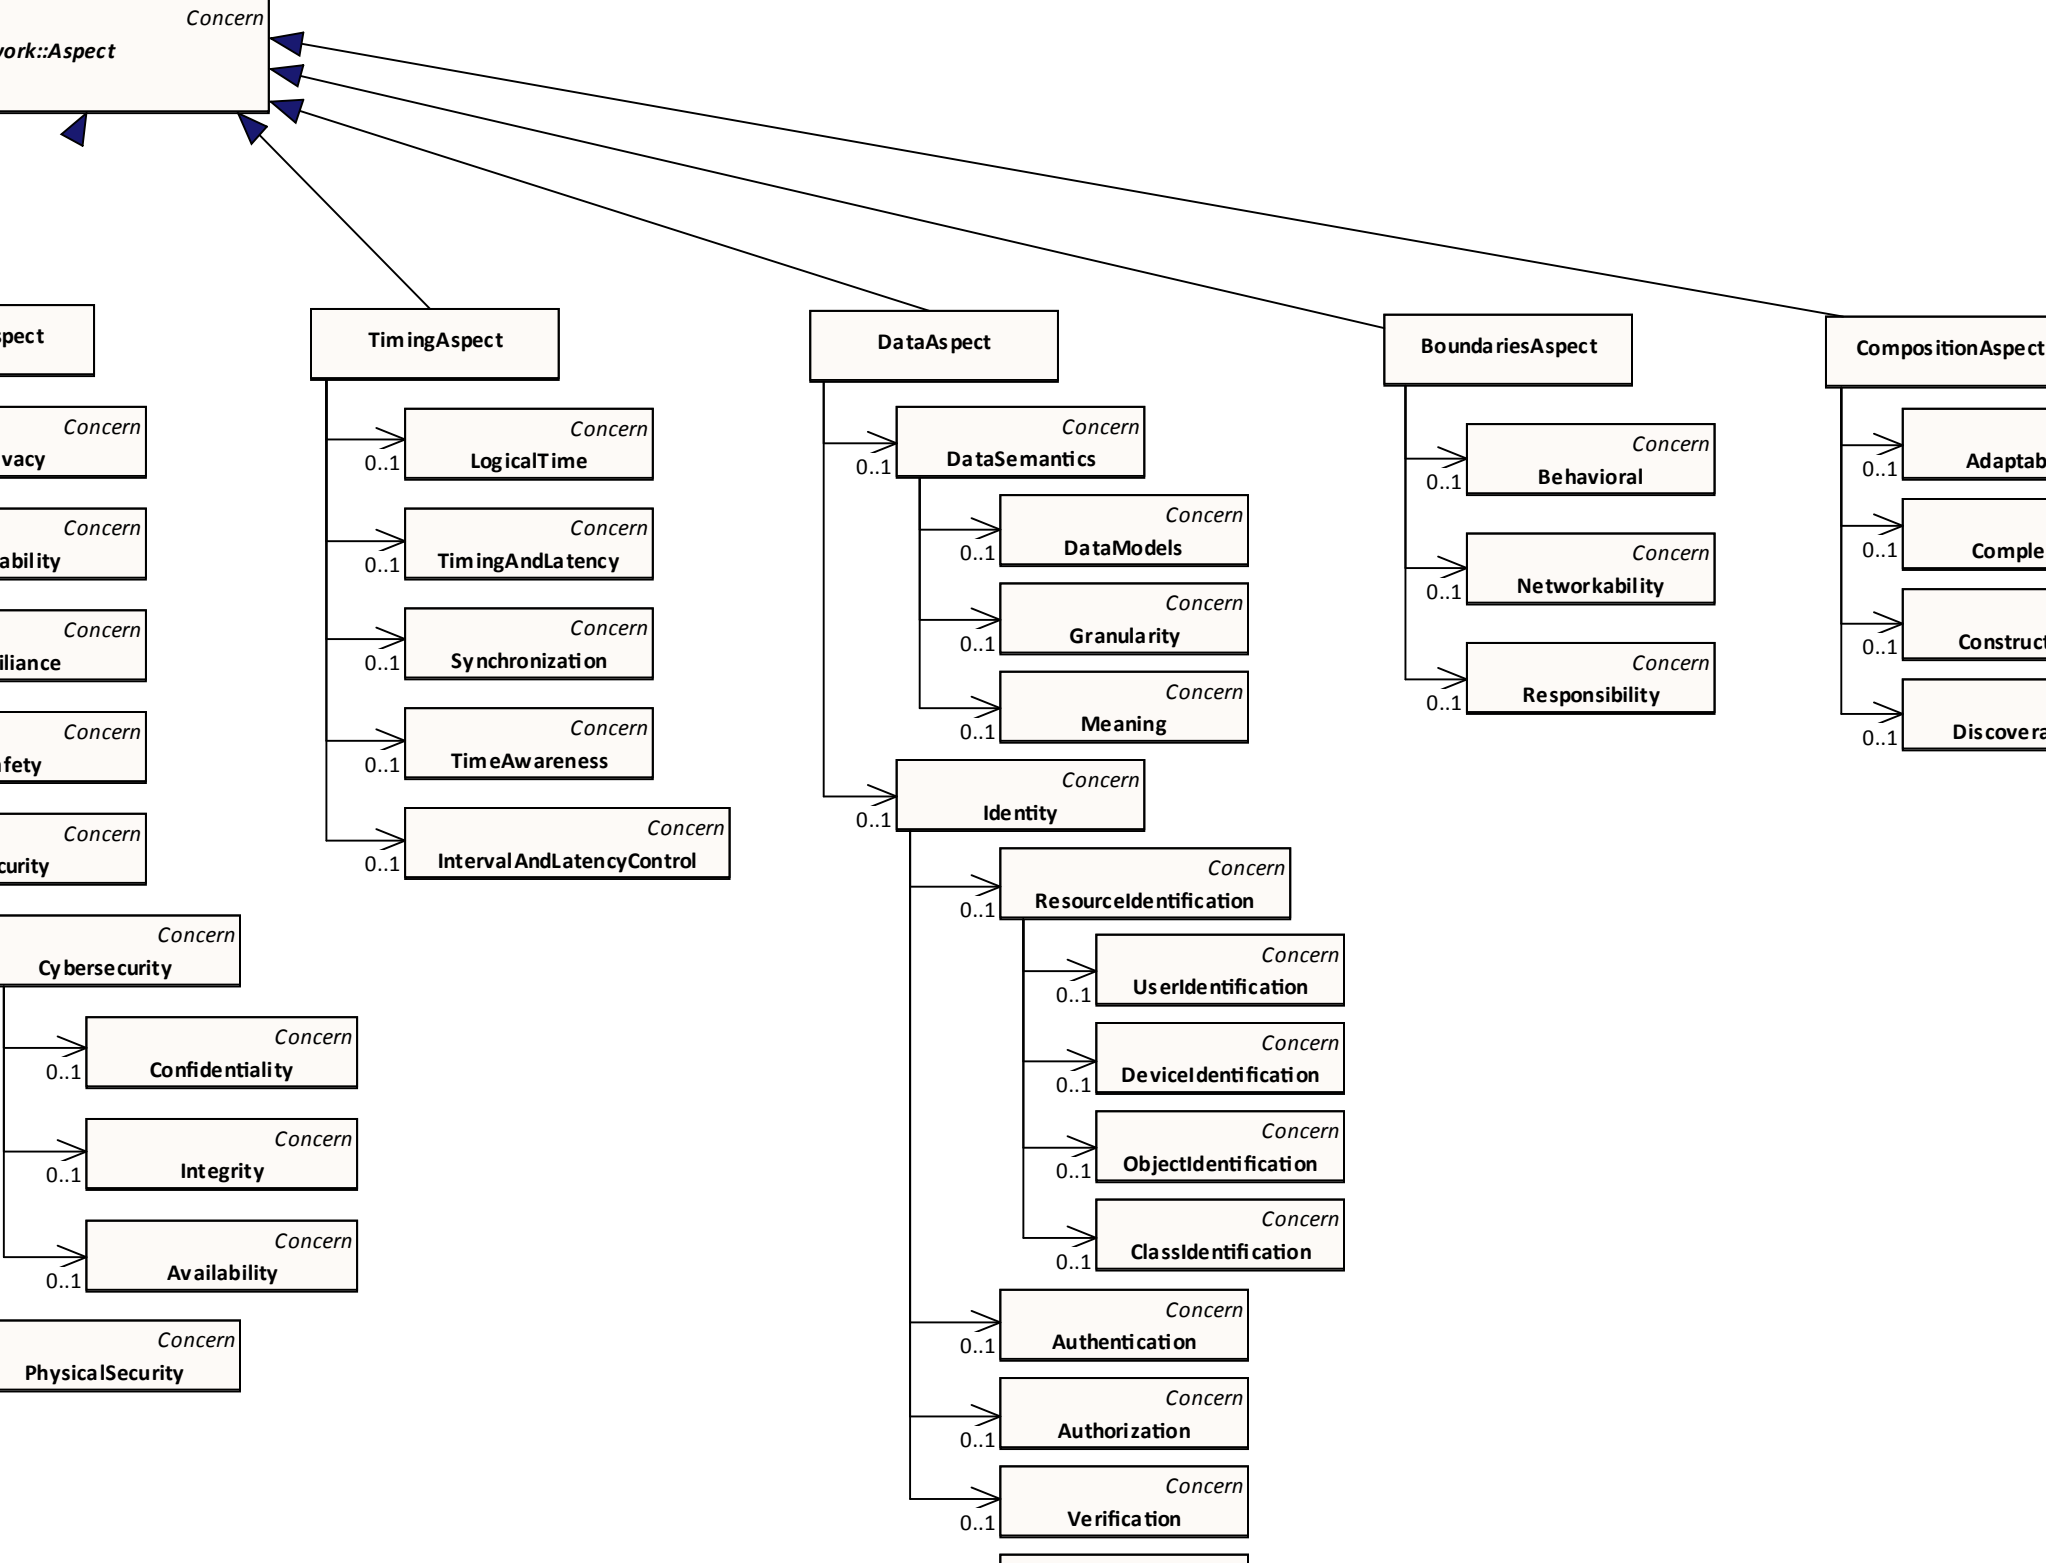 Concern
work::Aspect
TimingAspect
Concern
LogicalTime
0..1
Concern
TimingAndLatency
0..1
Concern
Synchronization
0..1
Concern
TimeAwareness
0..1
Concern
IntervalAndLatencyControl
0..1
DataAspect
Concern
DataSemantics
0..1
Concern
DataModels
0..1
Concern
Granularity
0..1
Concern
Meaning
0..1
Concern
Identity
0..1
Concern
ResourceIdentification
0..1
Concern
UserIdentification
0..1
Concern
DeviceIdentification
0..1
Concern
ObjectIdentification
0..1
Concern
ClassIdentification
0..1
Concern
Authentication
0..1
Concern
Authorization
0..1
Concern
Verification
0..1
BoundariesAspect
Concern
Behavioral
0..1
Concern
Networkability
0..1
Concern
Responsibility
0..1
CompositionAspect
Adaptab
0..1
Comple
0..1
Construct
0..1
Discovera
0..1
spect
Concern
vacy
Concern
ability
Concern
iliance
Concern
fety
Concern
curity
Concern
Cybersecurity
Concern
Confidentiality
0..1
Concern
Integrity
0..1
Concern
Availability
0..1
Concern
PhysicalSecurity